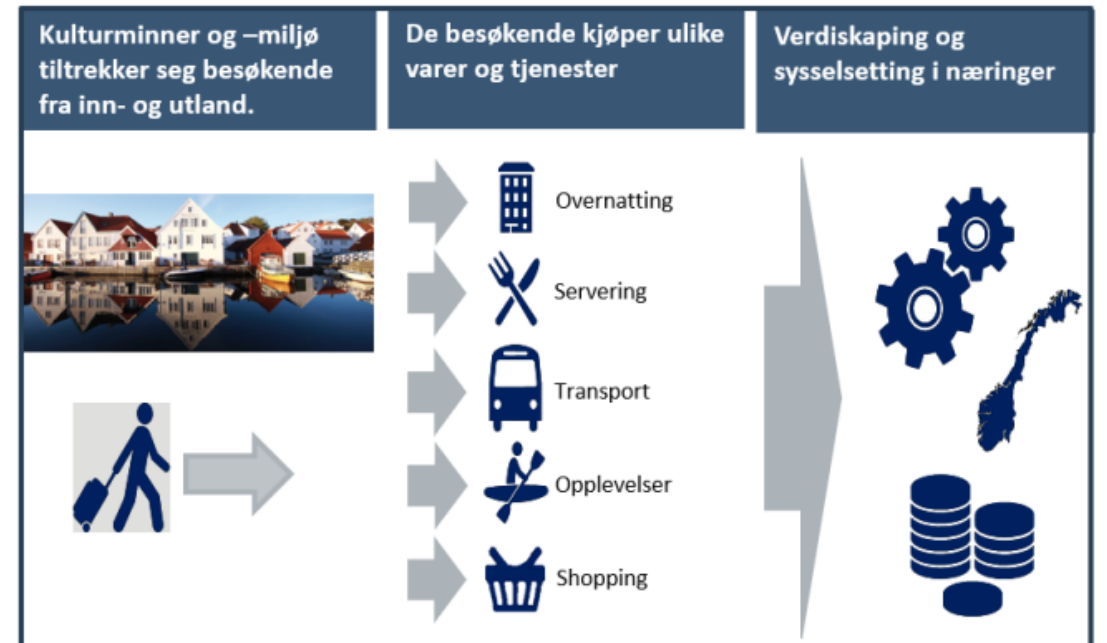 Kulturminner og –miljø
tiltrekker seg besøkende
fra inn- og utland.
De besøkende kjøper ulike
varer og tjenester
Verdiskaping og
sysselsetting i næringer
Overnatting
Servering
Transport
Opplevelser
Shopping